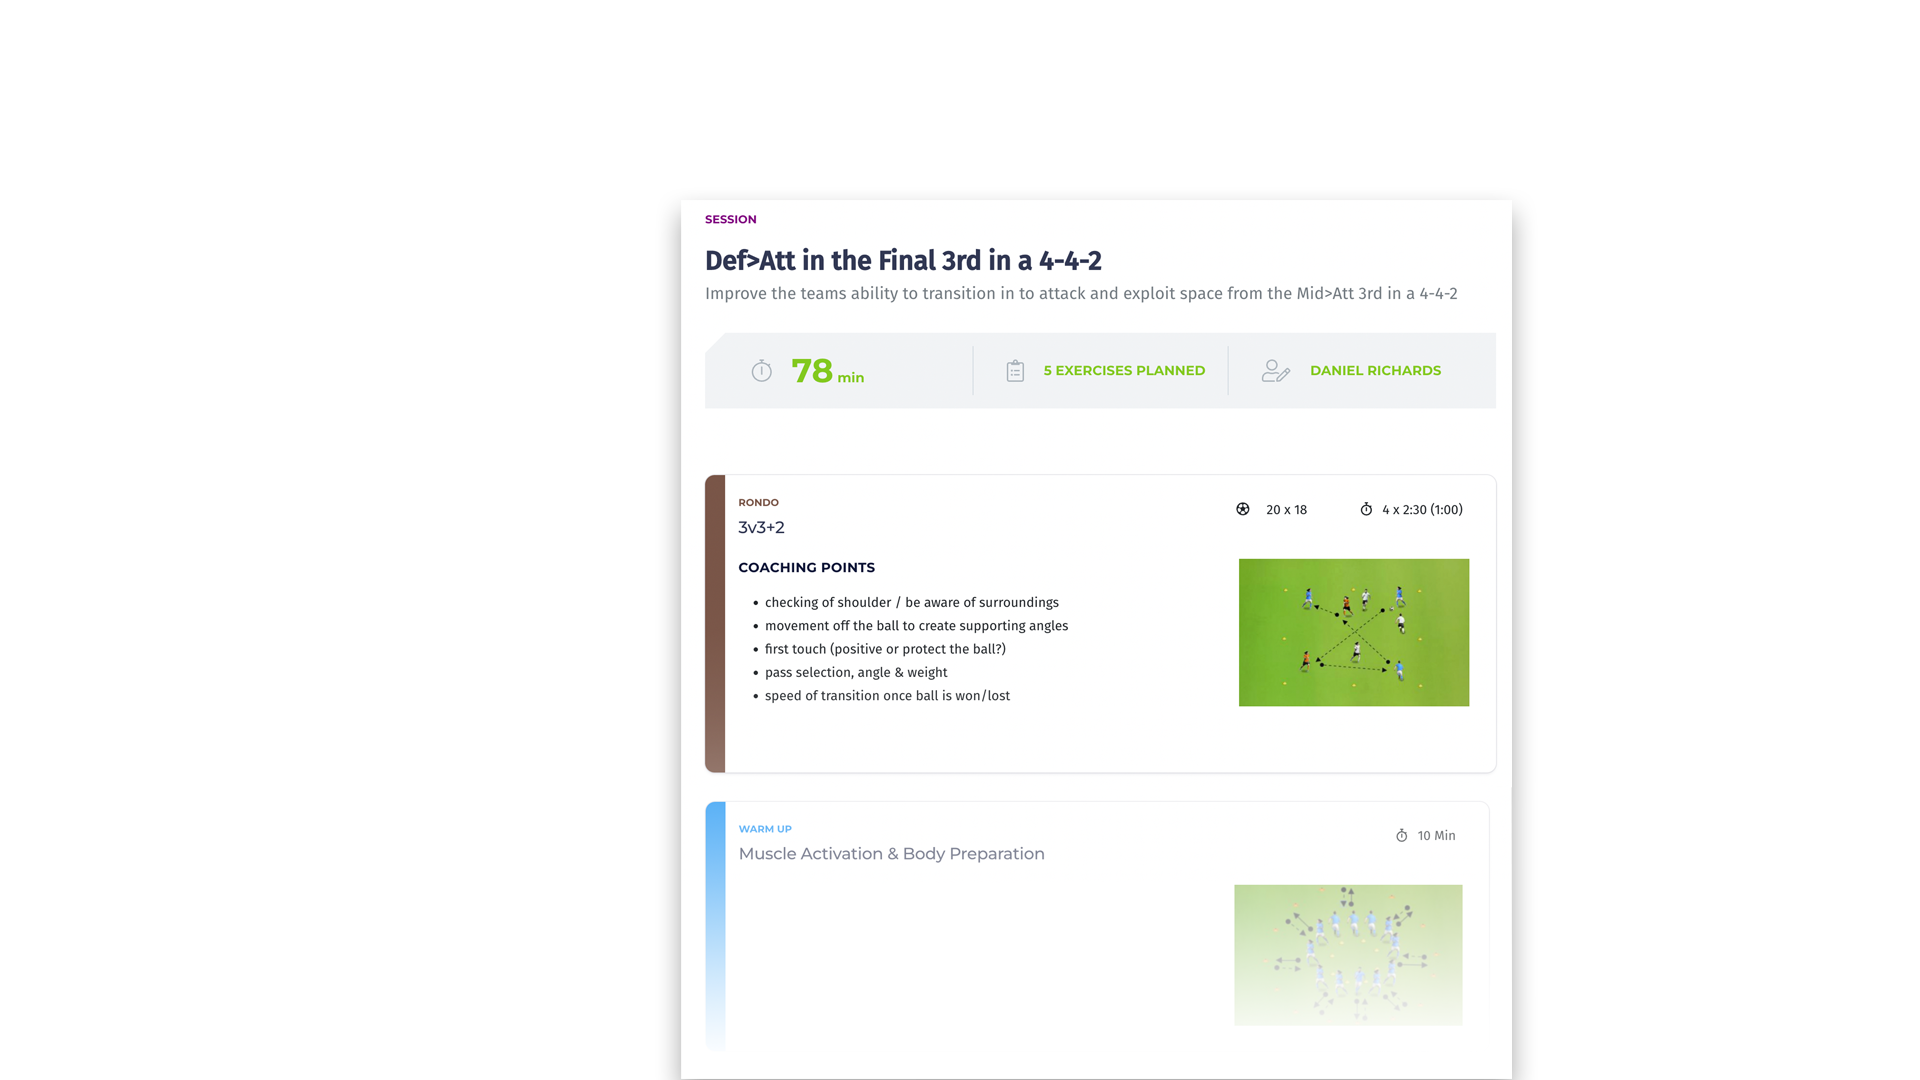 SESSION
Def>Att in the Final 3rd in a 4-4-2
Improve the teams ability to transition in to attack and exploit space from the Mid>Att 3rd in a 4-4-2
78 min
5 EXERCISES PLANNED
DANIEL RICHARDS
RONDO
3v3+2
20 x 18
4 x 2:30 (1:00)
COACHING POINTS
• checking of shoulder / be aware of surroundings
• movement off the ball to create supporting angles
• first touch (positive or protect the ball?)
• pass selection, angle & weight
• speed of transition once ball is won/lost
WARM UP
Muscle Activation & Body Preparation
10 Min